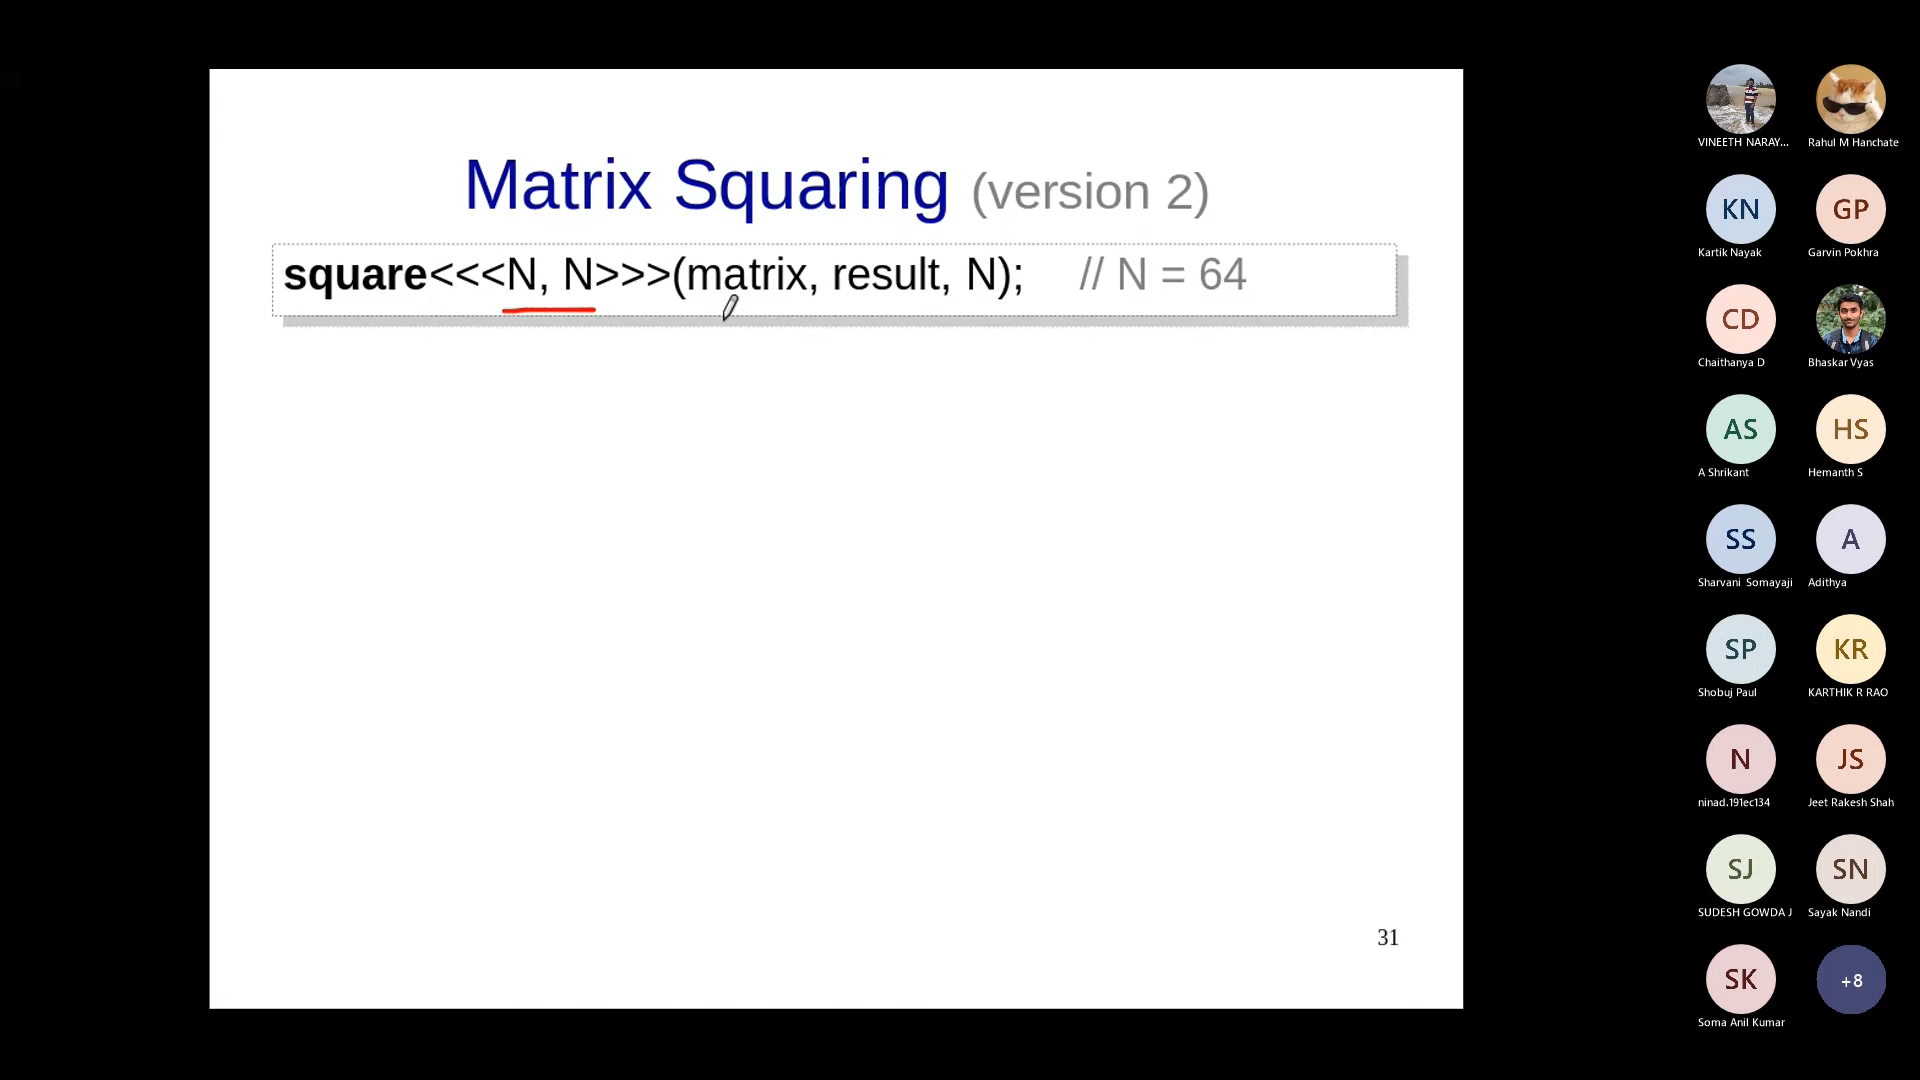 Matrix Squaring (version 2)
square<<<N, N>>>(matrix, result, N); // N = 64
31
VINEETH NARAY...
Rahul M Hanchate
KN
GP
Kartik Nayak
Garvin Pokhra
CD
Chaithanya D
Bhaskar Vyas
AS
HS
A Shrikant
Hemanth S
SS
A
Sharvani Somayaji
Adithya
SP
KR
Shobuj Paul
KARTHIK R RAO
N
JS
ninad.191ec134
Jeet Rakesh Shah
SJ
SN
SUDESH GOWDA J
Sayak Nandi
SK
+8
Soma Anil Kumar